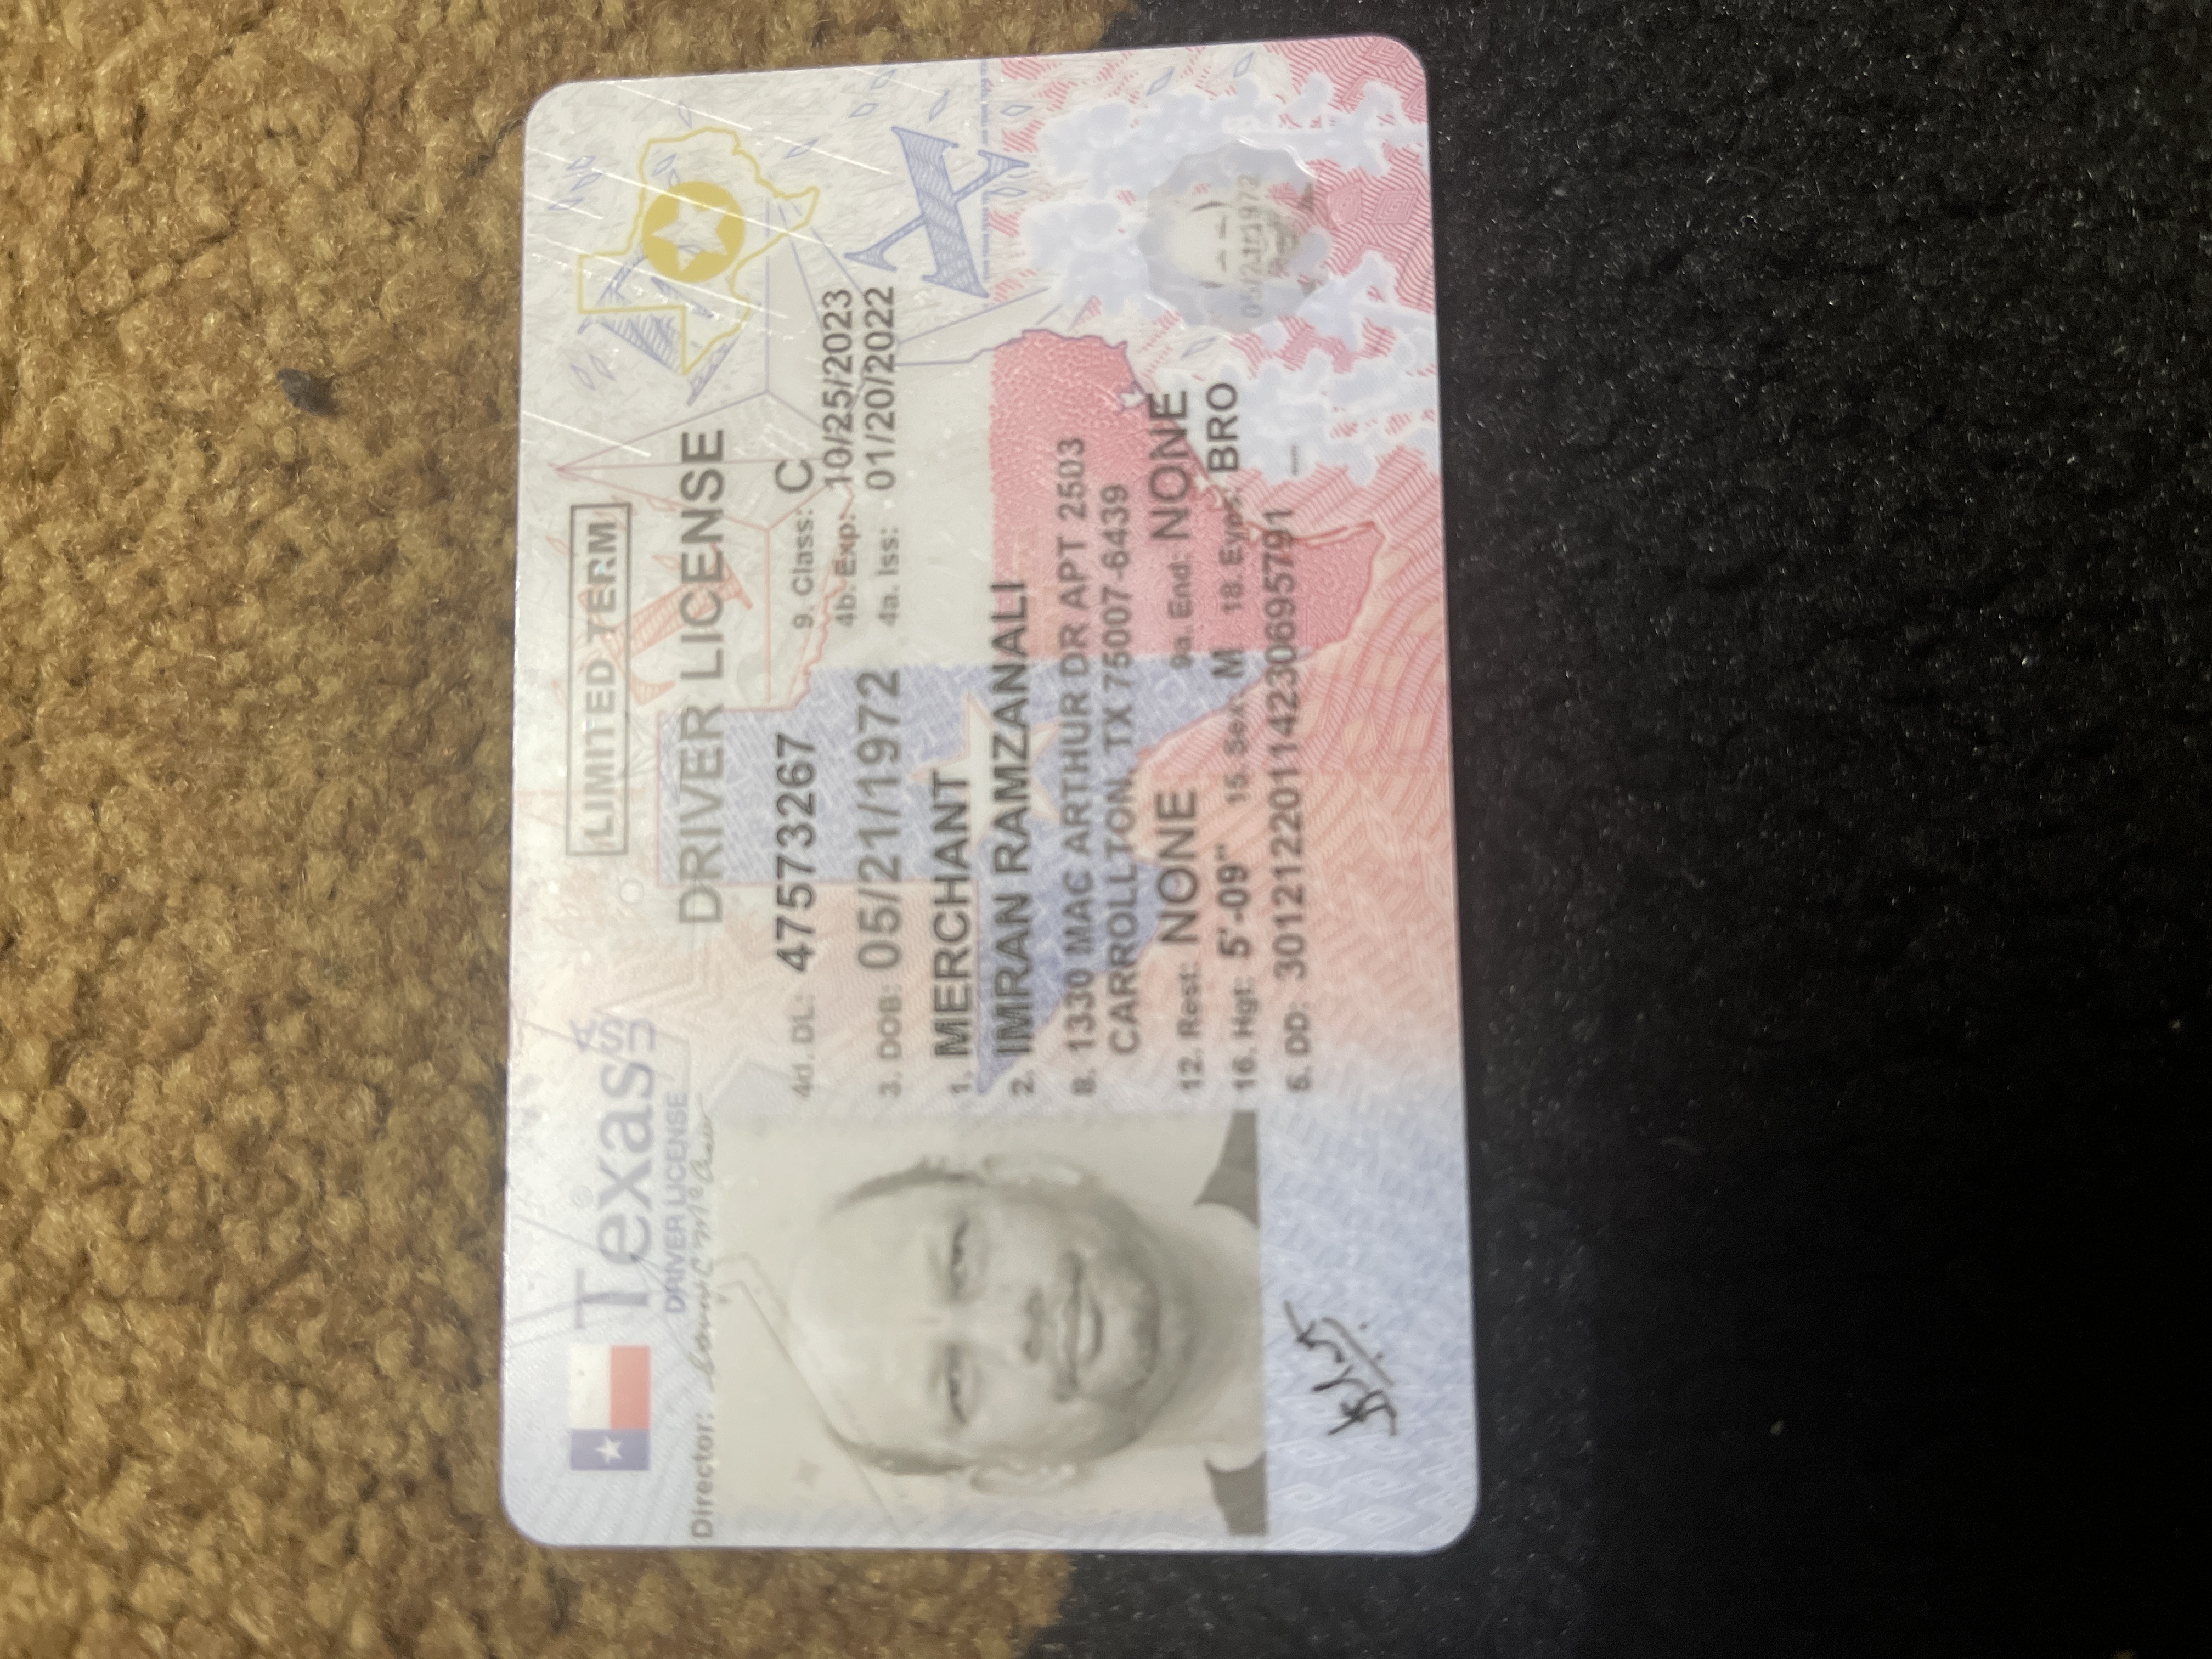 Texas USA
DRIVER LICENSE
Director:
LIMITED TERM
DRIVER LICENSE
4d. DL: 47573267 9. Class: C
4b. Exp: 10/25/2023
3. DOB: 05/21/1972 4a. Iss: 01/20/2022
1. MERCHANT
2. IMRAN RAMZANALI
8. 1330 MAC ARTHUR DR APT 2503
CARROLLTON, TX 75007-6439
12. Rest: NONE 9a. End: NONE
16. Hgt: 5'-09" 15. Sex: M 18. Eyes: BRO
5. DD: 30121220114230695791
05/21/1972